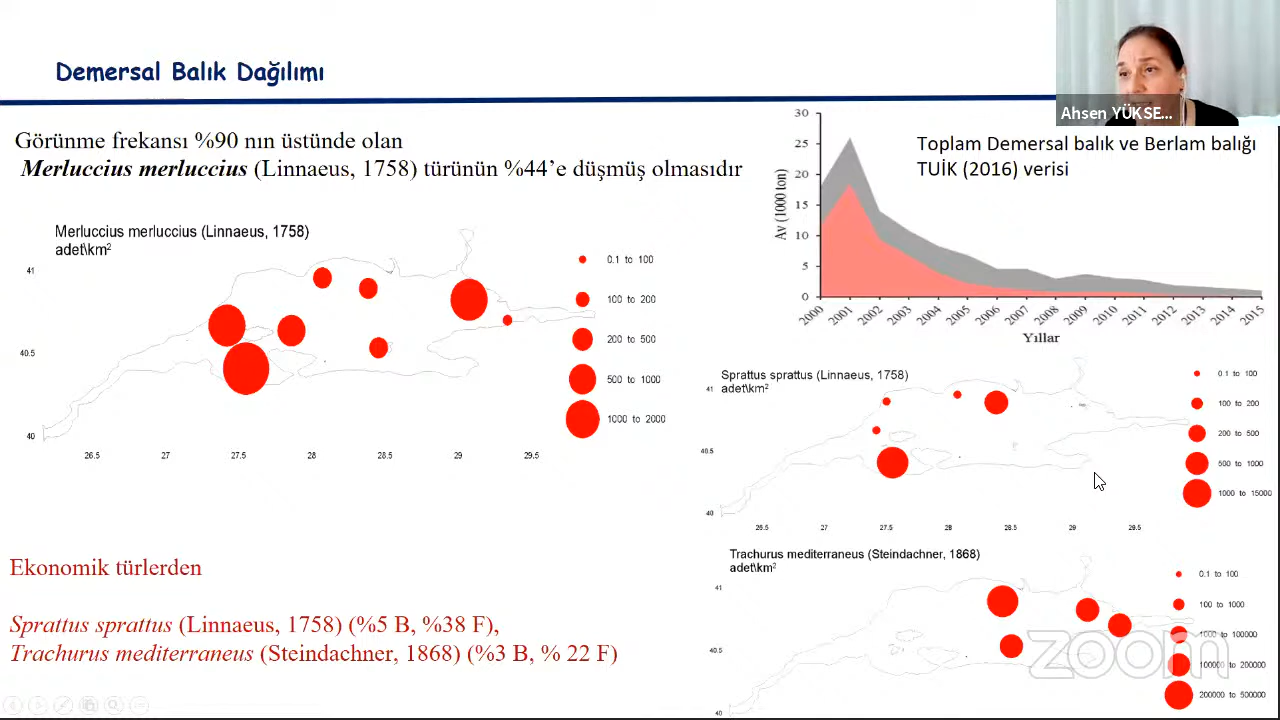 Demersal Balık Dağılımı
Ahsen YÜKSE...
Görünme frekansı %90 nın üstünde olan
Merluccius merluccius (Linnaeus, 1758) türünün %44’e düşmüş olmasıdır
Toplam Demersal balık ve Berlam balığı
TUİK (2016) verisi
Av (1000 ton)
30
25
20
15
10
5
0
2000 2001 2002 2003 2004 2005 2006 2007 2008 2009 2010 2011 2012 2013 2014 2015
Yıllar
Merluccius merluccius (Linnaeus, 1758)
adet\km²
41
40.5
40
26.5 27 27.5 28 28.5 29 29.5
0.1 to 100
100 to 200
200 to 500
500 to 1000
1000 to 2000
Sprattus sprattus (Linnaeus, 1758)
adet\km²
41
40.5
40
26.5 27 27.5 28 28.5 29 29.5
0.1 to 100
100 to 200
200 to 500
500 to 1000
1000 to 15000
Trachurus mediterraneus (Steindachner, 1868)
adet\km²
41
40.5
40
0.1 to 100
100 to 1000
1000 to 100000
100000 to 200000
200000 to 500000
Ekonomik türlerden
Sprattus sprattus (Linnaeus, 1758) (%5 B, %38 F),
Trachurus mediterraneus (Steindachner, 1868) (%3 B, % 22 F)
zoom